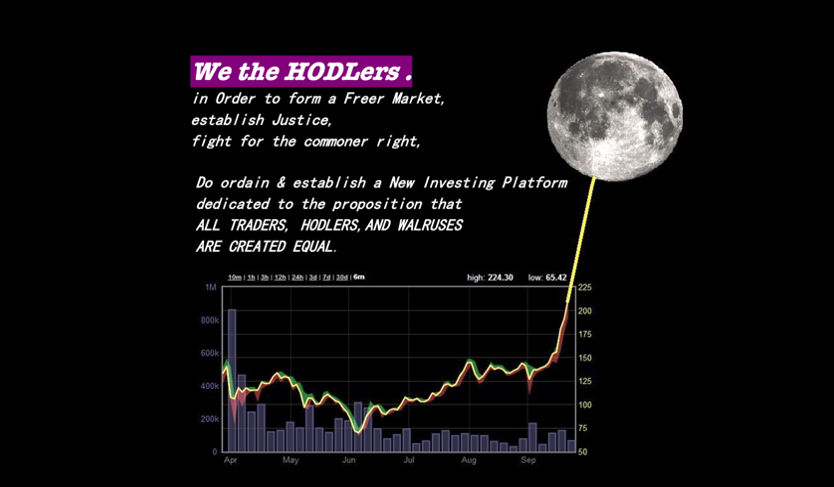 We the HODLers .
in Order to form a Freer Market,
establish Justice,
fight for the commoner right,
Do ordain & establish a New Investing Platform
dedicated to the proposition that
ALL TRADERS, HODLERS,AND WALRUSES
ARE CREATED EQUAL.
10m | 1h | 3h | 12h | 24h | 3d | 7d | 30d | 6m
high: 224.30 low: 65.42
1M 225
800k 200
175
600k 150
400k 125
100
200k 75
0 50
Apr May Jun Jul Aug Sep